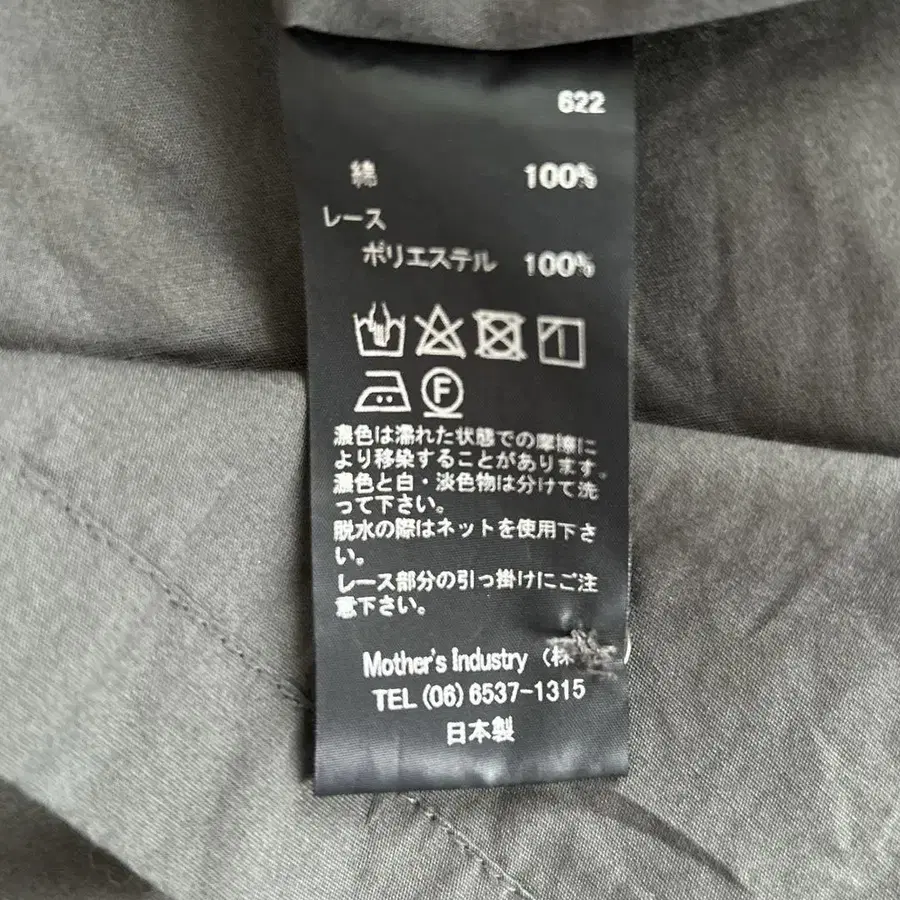 622
綿 100%
レース
ポリエステル 100%
F
濃色は濡れた状態での摩擦に
より移染することがあります。
濃色と白・淡色物は分けて洗
って下さい。
脱水の際はネットを使用下さ
い。
レース部分の引っ掛けにご注
意下さい。
Mother's Industry (株
TEL (06) 6537-1315
日本製